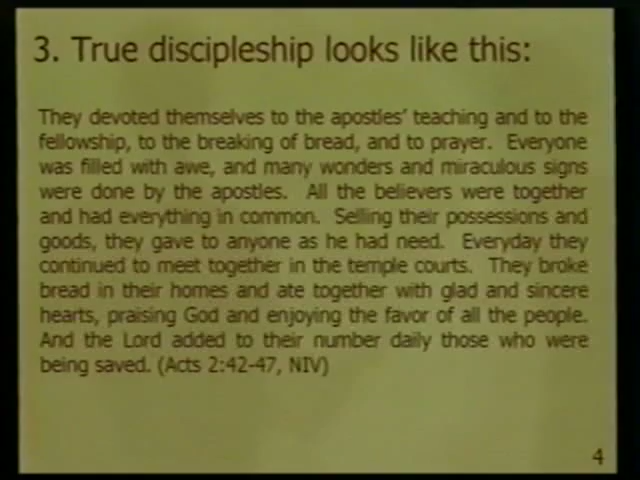 3. True discipleship looks like this:
They devoted themselves to the apostles' teaching and to the
fellowship, to the breaking of bread, and to prayer. Everyone
was filled with awe, and many wonders and miraculous signs
were done by the apostles. All the believers were together
and had everything in common. Selling their possessions and
goods, they gave to anyone as he had need. Everyday they
continued to meet together in the temple courts. They broke
bread in their homes and ate together with glad and sincere
hearts, praising God and enjoying the favor of all the people.
And the Lord added to their number daily those who were
being saved. (Acts 2:42-47, NIV)
4